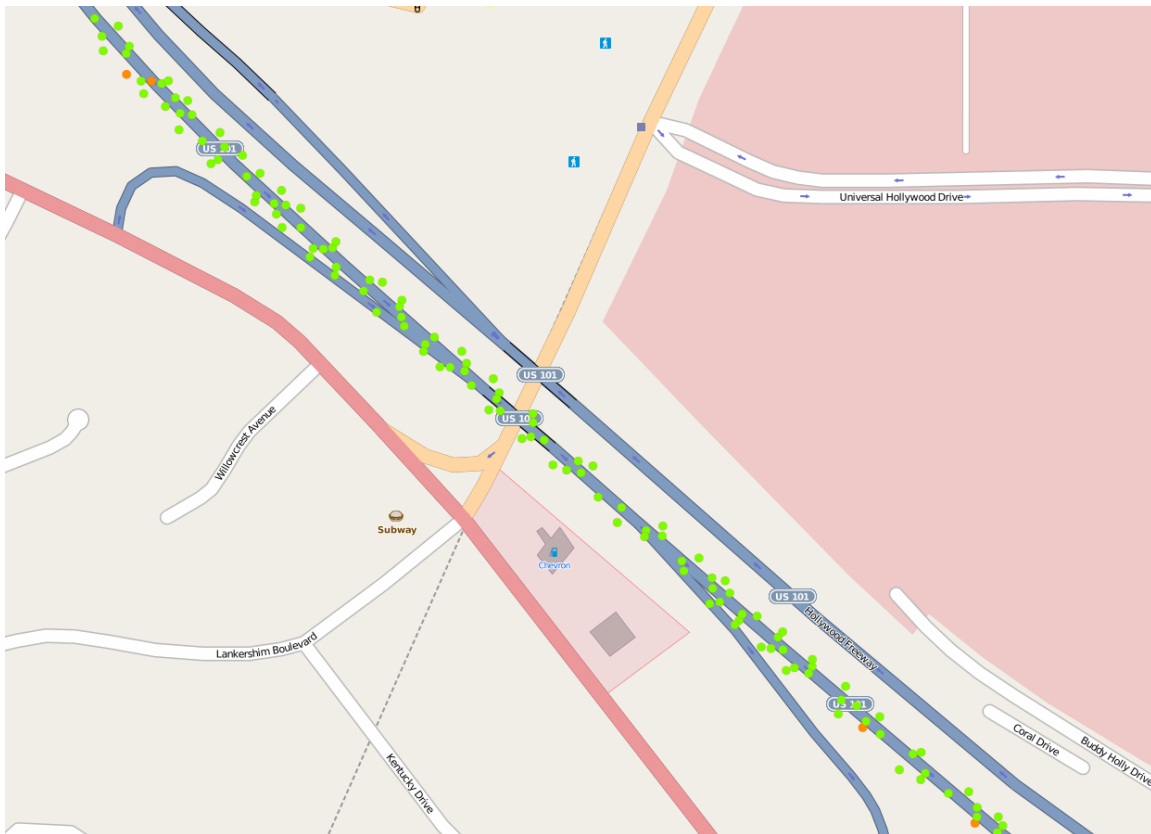 US 101
Universal Hollywood Drive
US 101
US 10
Willowcrest Avenue
Subway
Chevron
US 101
Hollywood Freeway
Lankershim Boulevard
US 101
Coral Drive
Buddy Holly Drive
Kentucky Drive